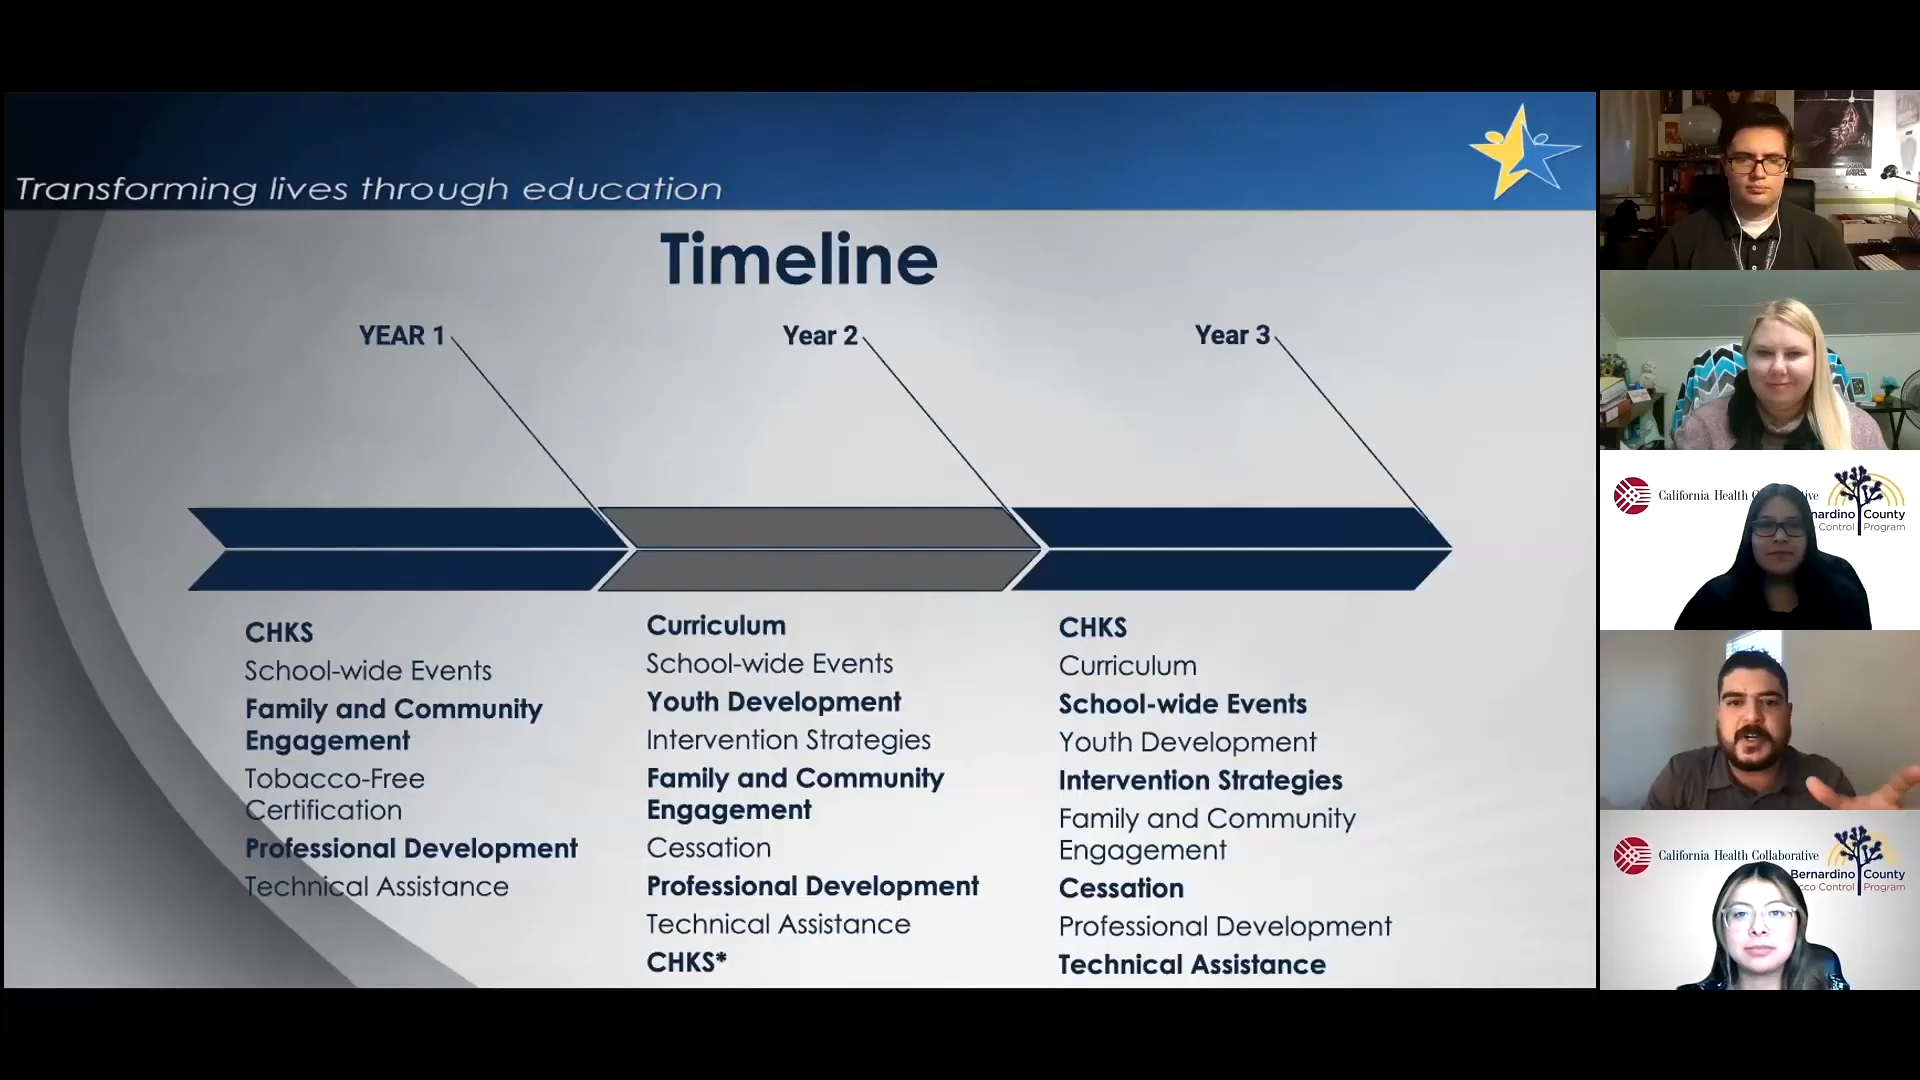 Transforming lives through education
Timeline
YEAR 1
Year 2
Year 3
CHKS
School-wide Events
Family and Community
Engagement
Tobacco-Free
Certification
Professional Development
Technical Assistance
Curriculum
School-wide Events
Youth Development
Intervention Strategies
Family and Community
Engagement
Cessation
Professional Development
Technical Assistance
CHKS*
CHKS
Curriculum
School-wide Events
Youth Development
Intervention Strategies
Family and Community
Engagement
Cessation
Professional Development
Technical Assistance
California Health C
ive
nardino County
Control Program
California Health Collaborative
Bernardino County
cco Control Program